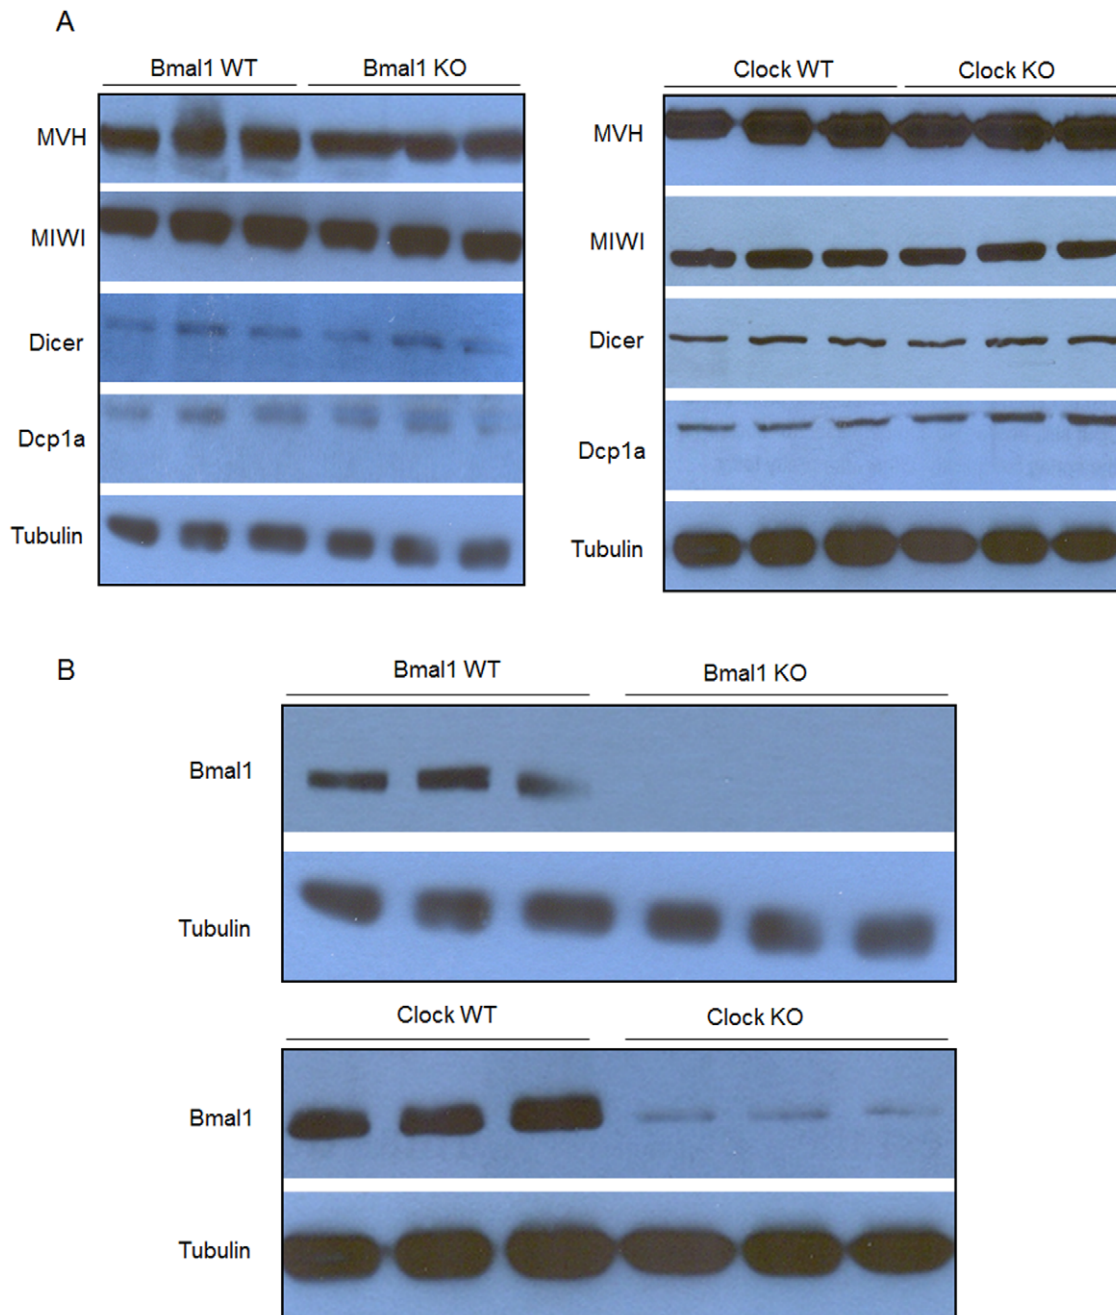 A
Bmal1 WT Bmal1 KO
MVH
MIWI
Dicer
Dcp1a
Tubulin
Clock WT Clock KO
MVH
MIWI
Dicer
Dcp1a
Tubulin
B
Bmal1 WT Bmal1 KO
Bmal1
Tubulin
Clock WT Clock KO
Bmal1
Tubulin